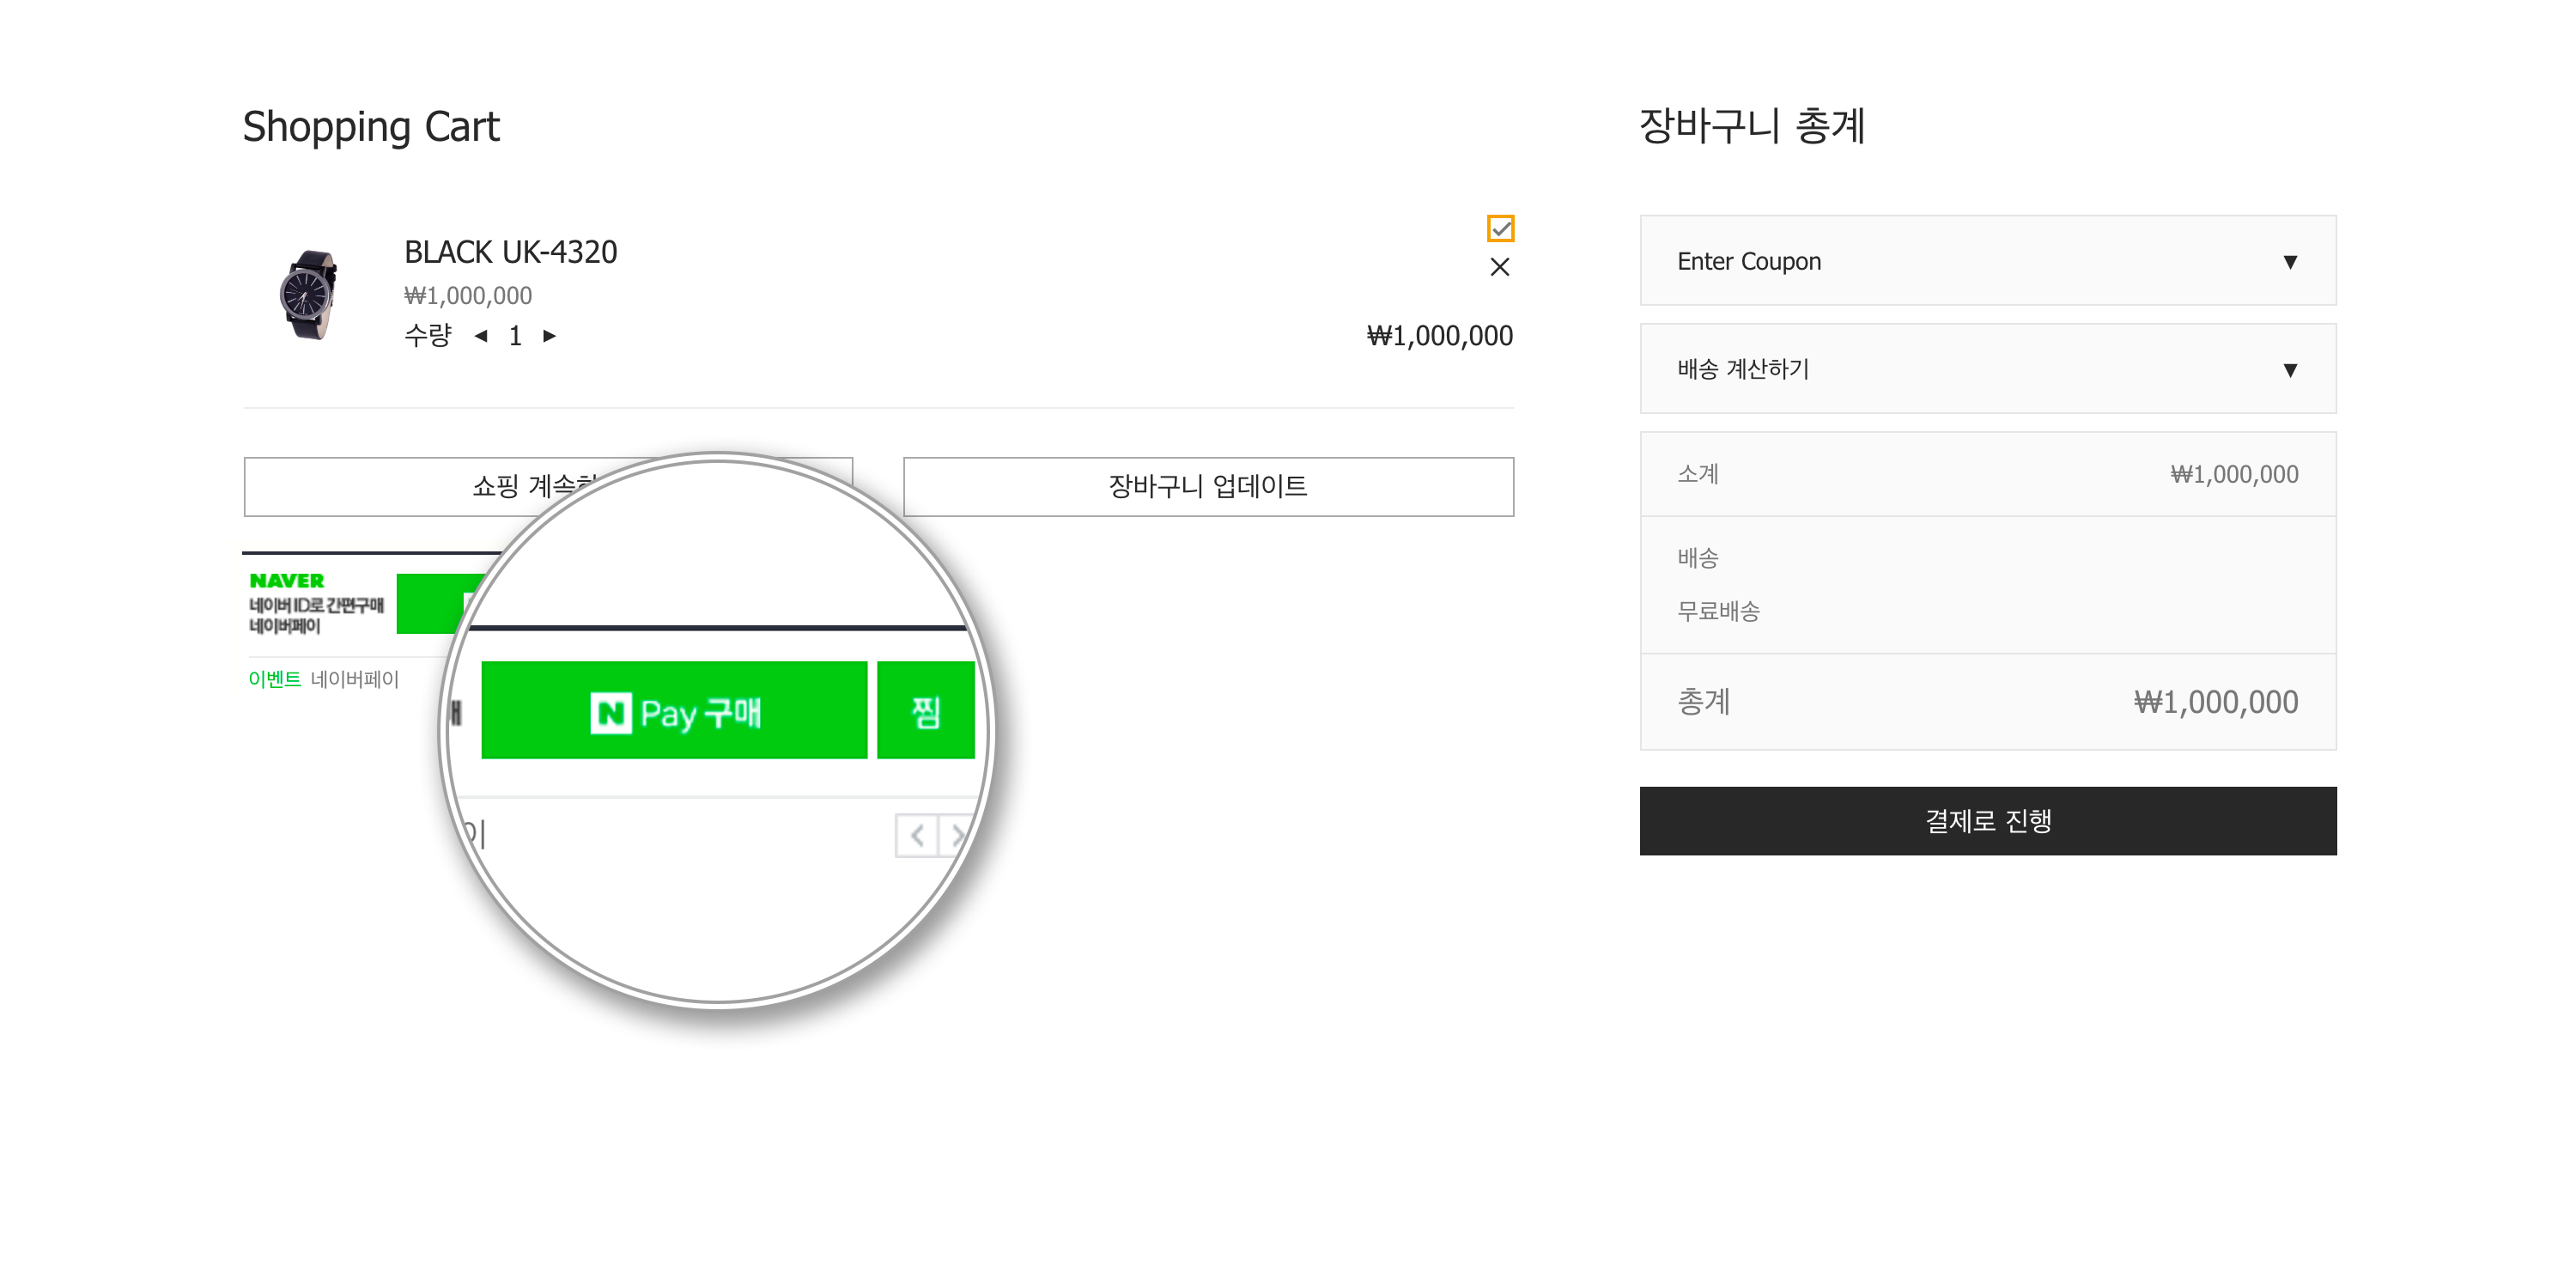 Shopping Cart
BLACK UK-4320
₩1,000,000
수량 ◀ 1 ▶
₩1,000,000
쇼핑 계속하
장바구니 업데이트
NAVER
네이버 ID로 간편구매
네이버페이
이벤트 네이버페이
N Pay 구매
찜
이
장바구니 총계
Enter Coupon ▼
배송 계산하기 ▼
소계 ₩1,000,000
배송
무료배송
총계 ₩1,000,000
결제로 진행